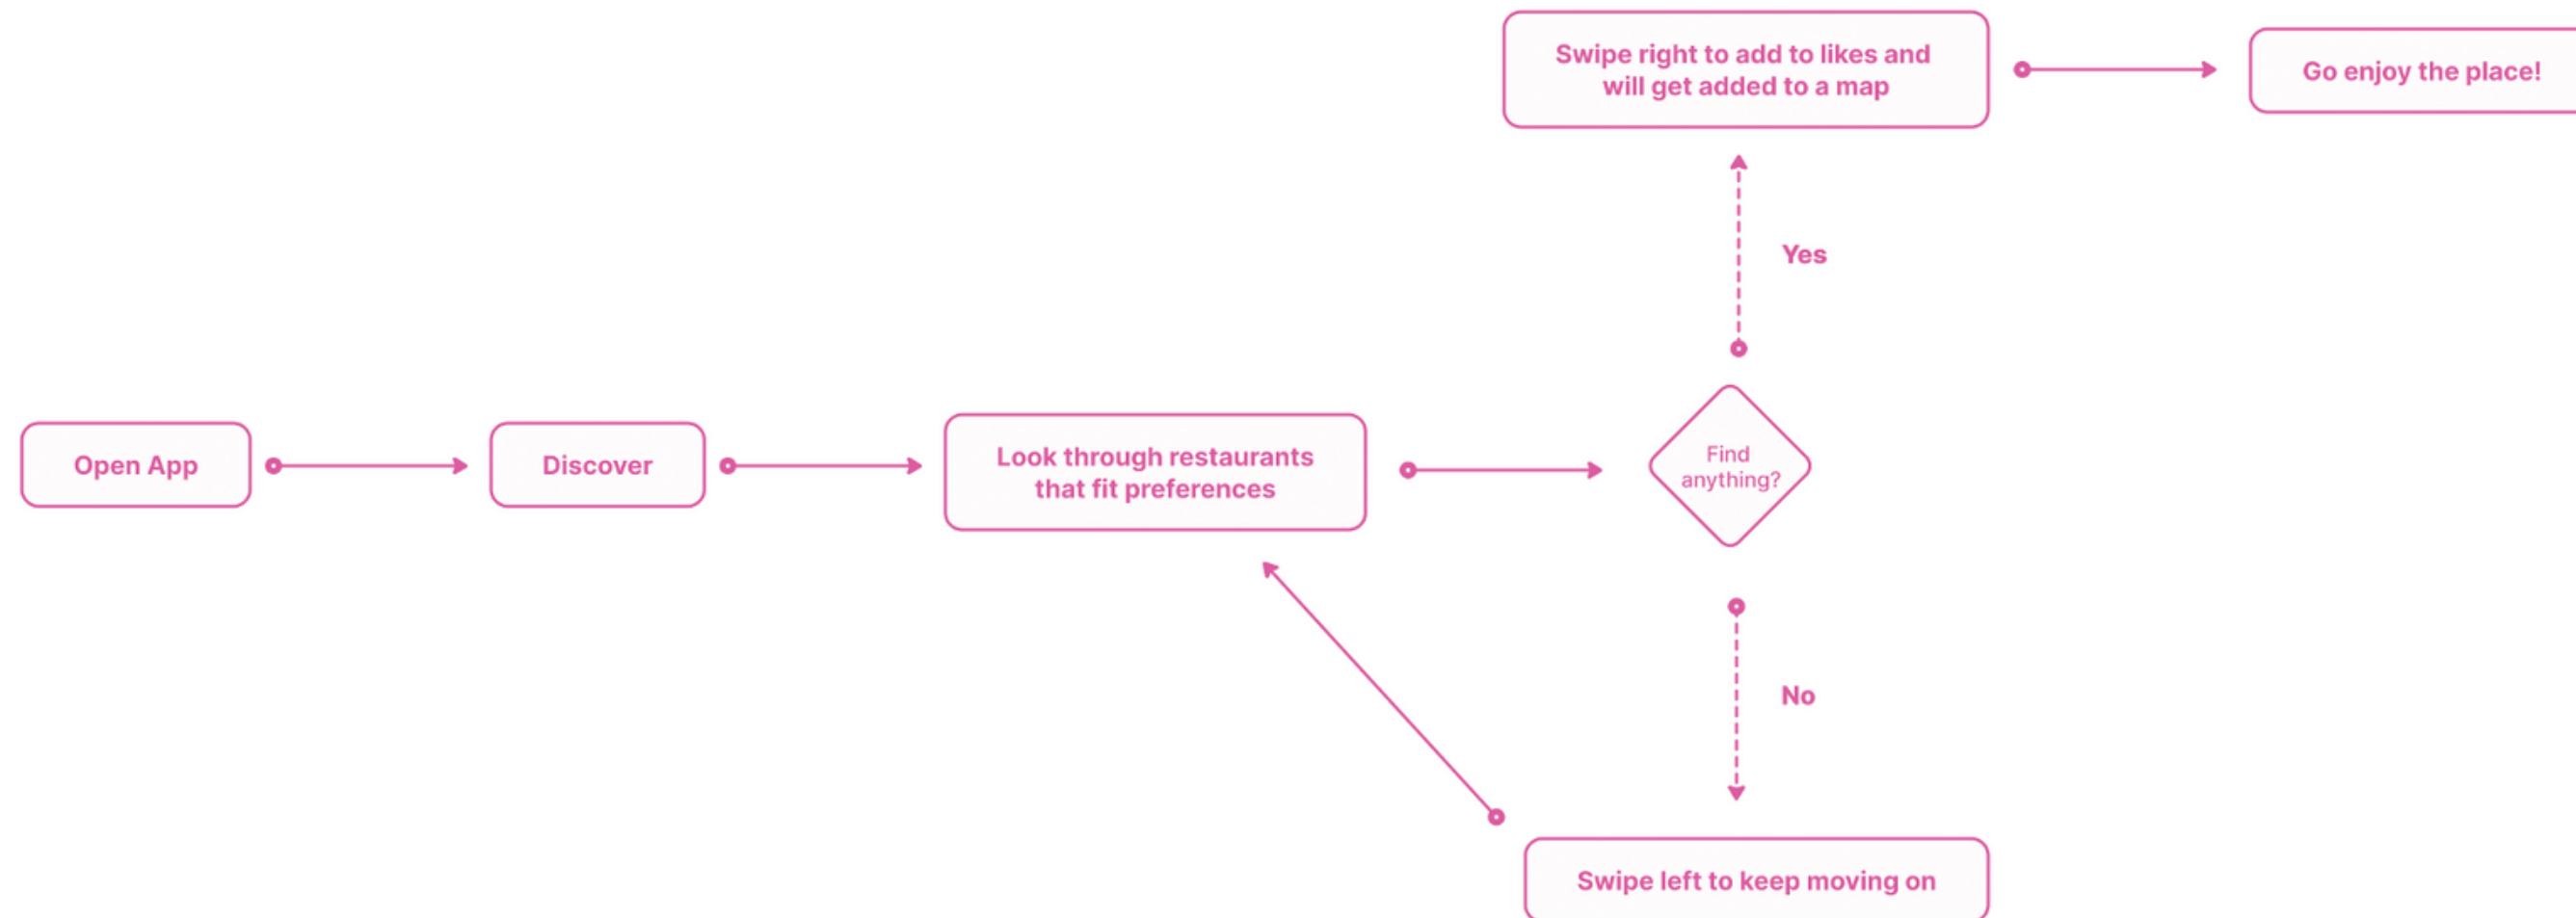 Swipe right to add to likes and
will get added to a map
Go enjoy the place!
Yes
Open App
Discover
Look through restaurants
that fit preferences
Find
anything?
No
Swipe left to keep moving on